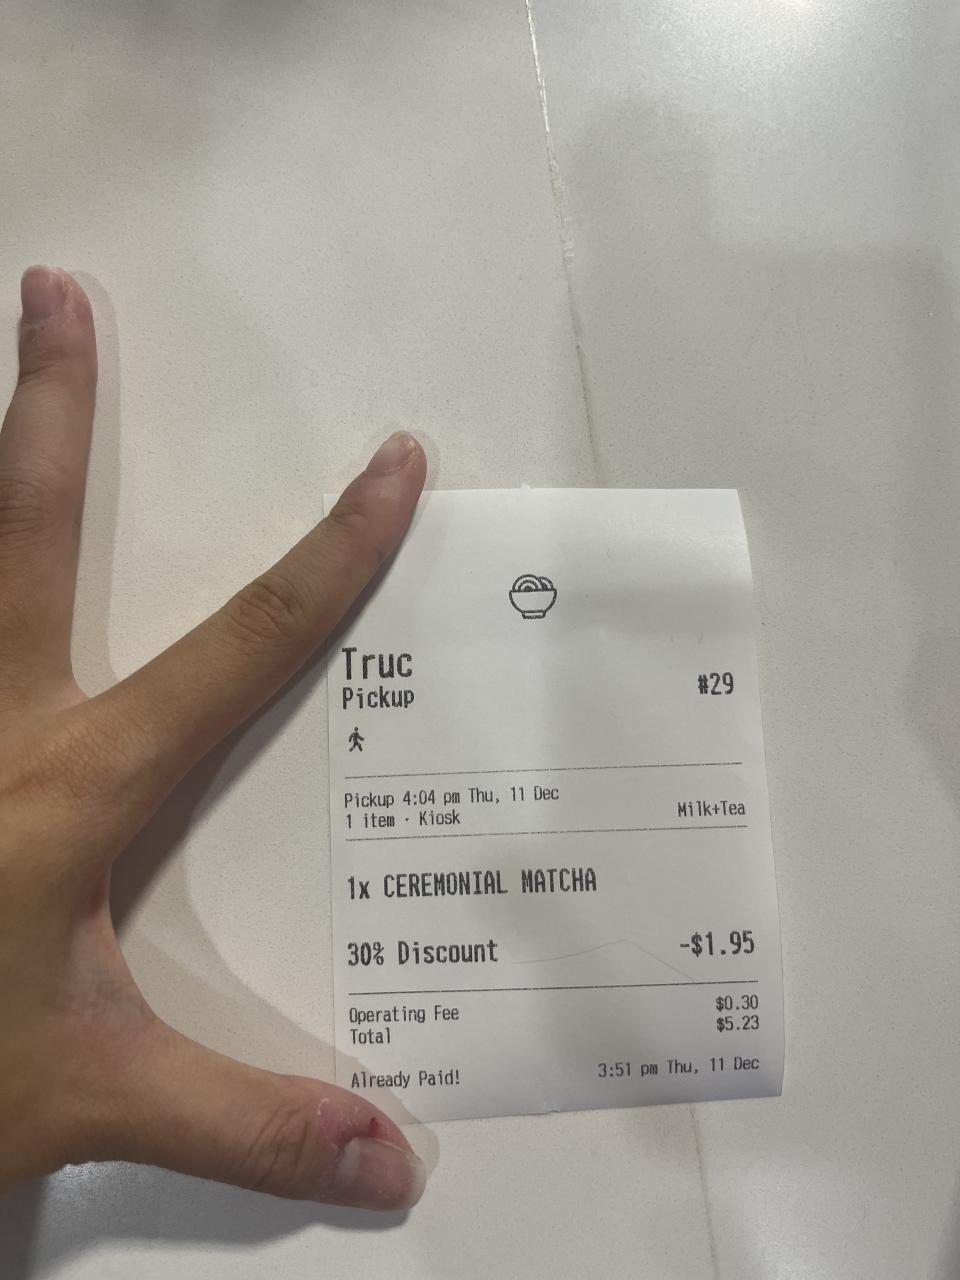 Truc
Pickup
#29
Pickup 4:04 pm Thu, 11 Dec
1 item · Kiosk
Milk+Tea
1x CEREMONIAL MATCHA
30% Discount -$1.95
Operating Fee $0.30
Total $5.23
Already Paid! 3:51 pm Thu, 11 Dec